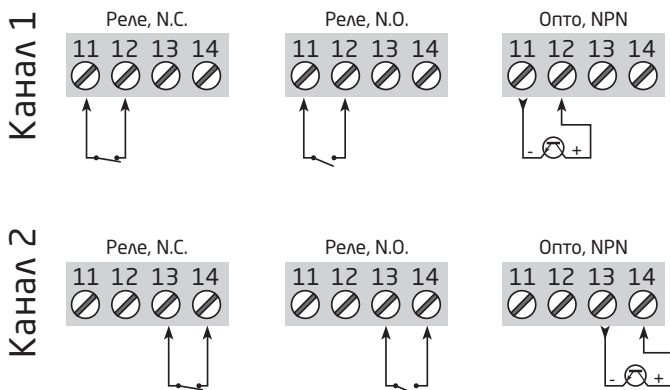 Канал 1
Реле, N.C.
11 12 13 14
Реле, N.O.
11 12 13 14
Опто, NPN
11 12 13 14
- +
Канал 2
Реле, N.C.
11 12 13 14
Реле, N.O.
11 12 13 14
Опто, NPN
11 12 13 14
- +